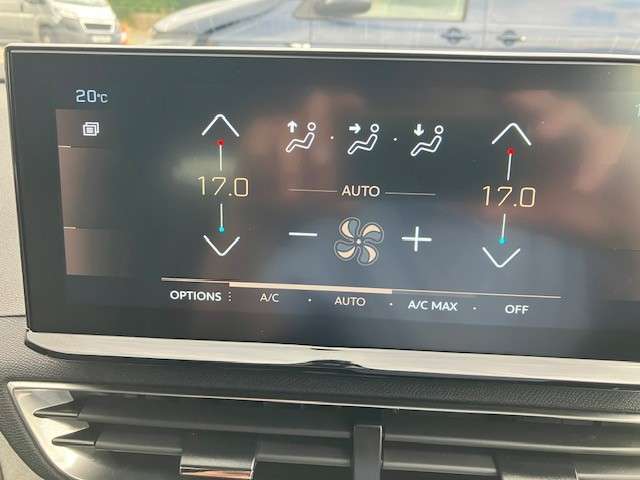 20°C
17.0
AUTO
17.0
OPTIONS
A/C
AUTO
A/C MAX
OFF